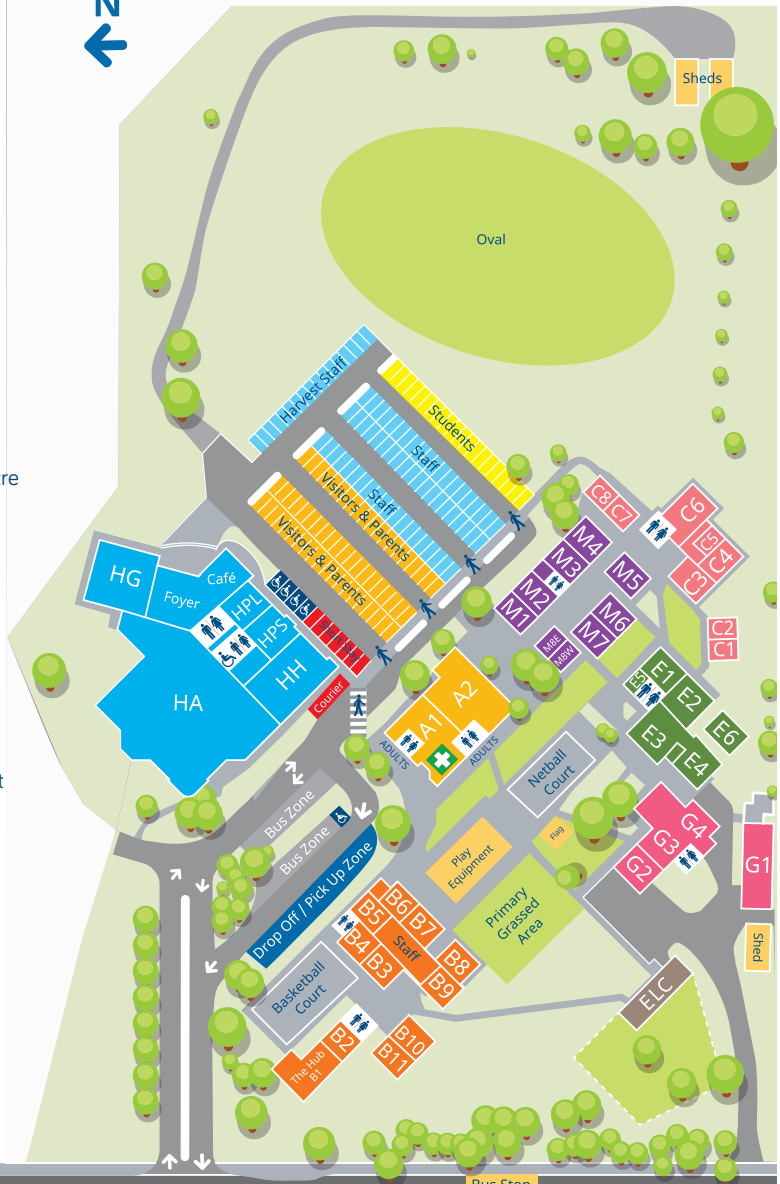 N
Sheds
Oval
Harvest Staff
Students
Staff
Staff
Visitors & Parents
Visitors & Parents
tre
C8
C7
C6
C5
C4
C3
C2
C1
M4
M3
M2
M1
M5
M6
M7
M8E
M8W
HG
Foyer
Café
HPL
HPS
HH
HA
Courier
A1
A2
ADULTS
ADULTS
E5
E1
E2
E3
E4
E6
t
Netball
Court
Bus Zone
Bus Zone
Drop Off / Pick Up Zone
Flag
Play
Equipment
Primary
Grassed
Area
G4
G3
G2
G1
Shed
B6
B7
B5
B4
B3
Staff
B8
B9
Basketball
Court
ELC
B2
The Hub
B1
B10
B11
Bus Stop